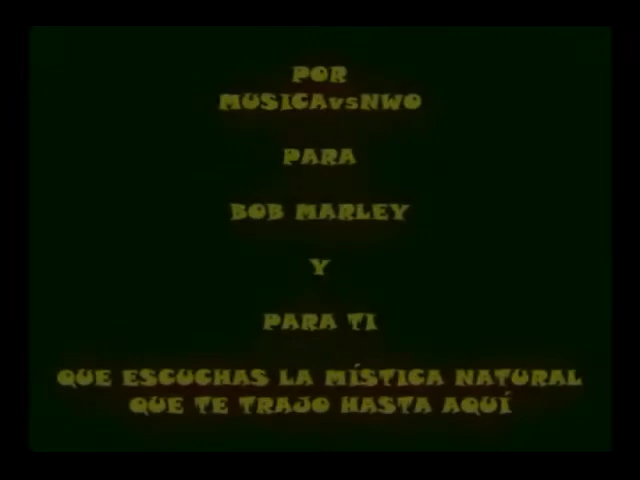 POR
MUSICAvsNWO
PARA
BOB MARLEY
Y
PARA TI
QUE ESCUCHAS LA MÍSTICA NATURAL
QUE TE TRAJO HASTA AQUÍ